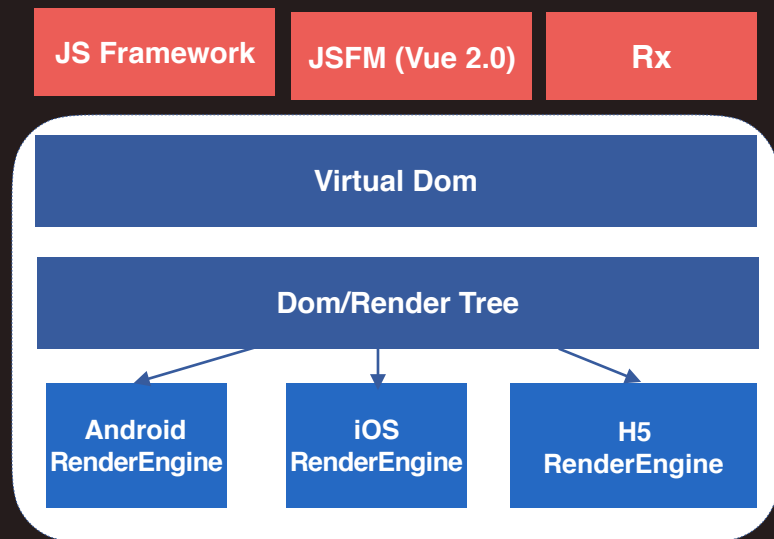 JS Framework
JSFM (Vue 2.0)
Rx
Virtual Dom
Dom/Render Tree
Android
RenderEngine
iOS
RenderEngine
H5
RenderEngine